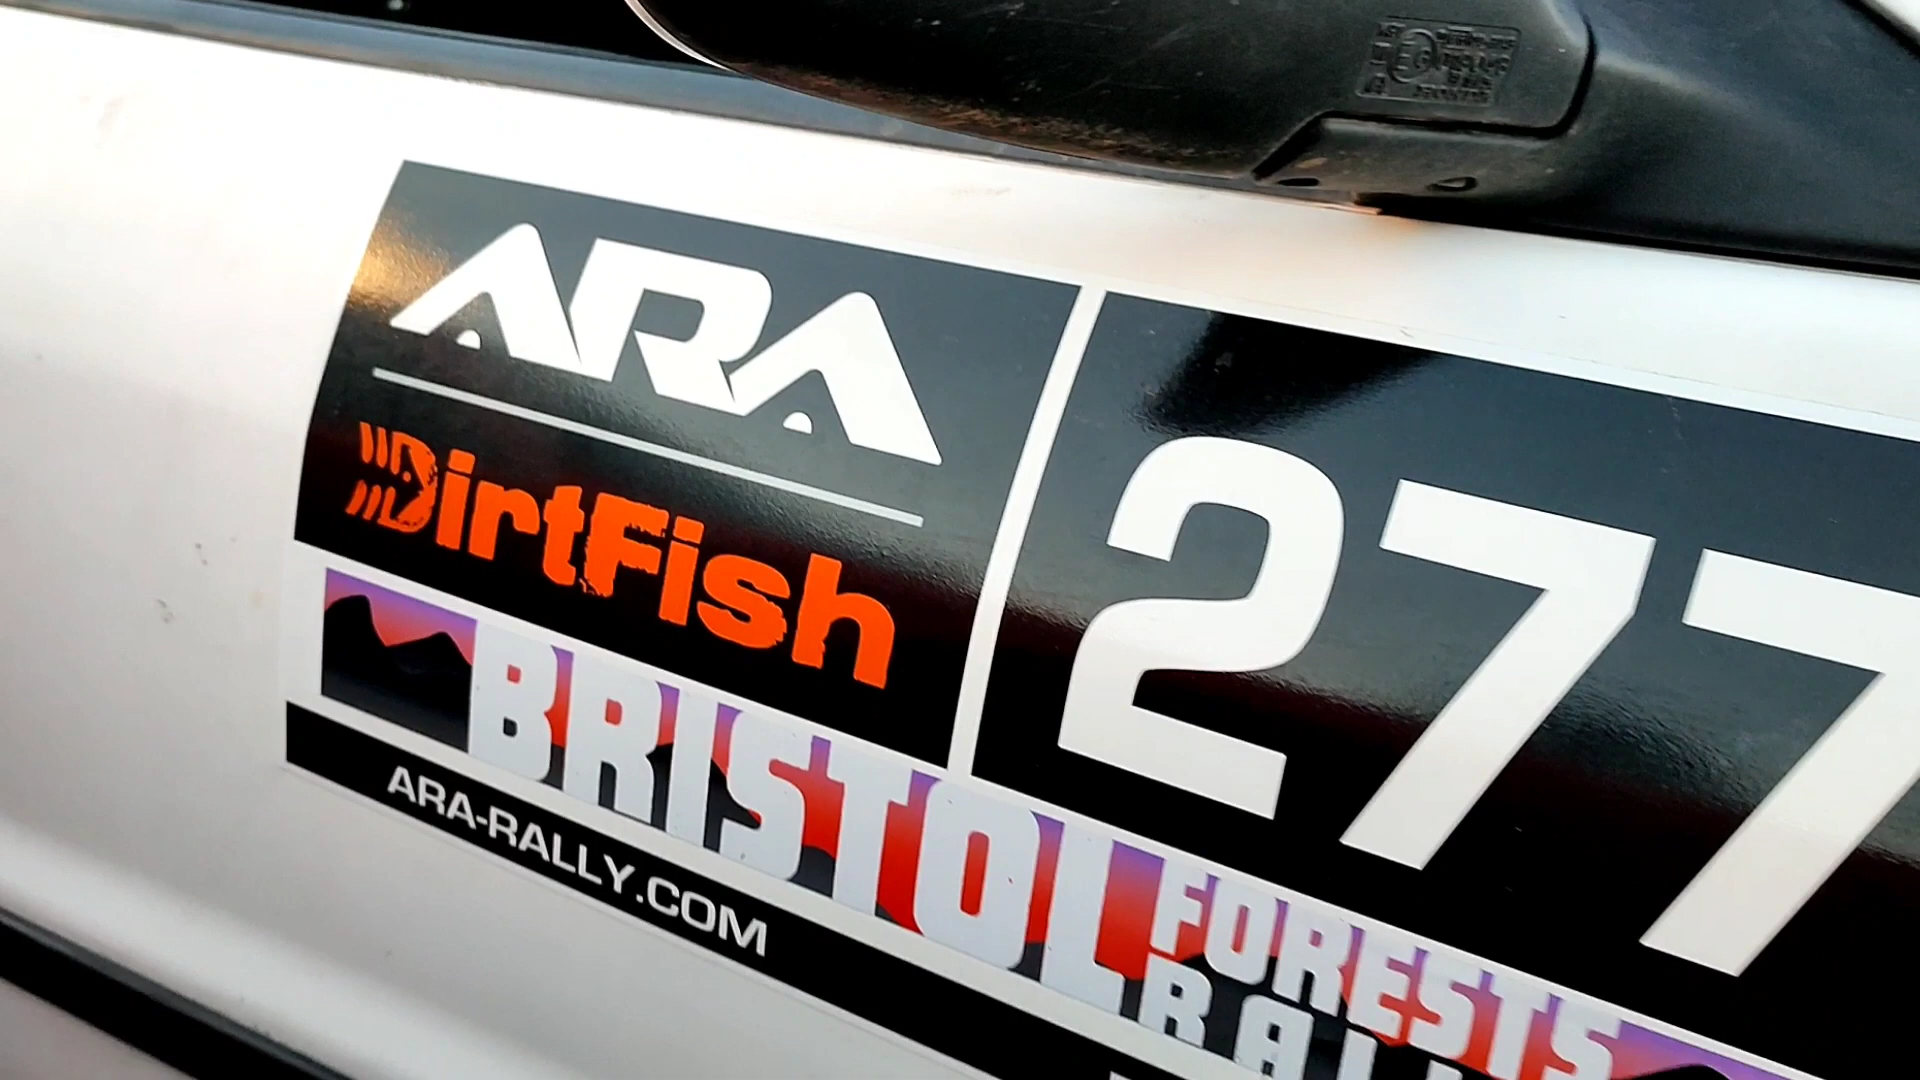 ARA
DirtFish
277
BRISTOL
FORESTS
ARA-RALLY.COM